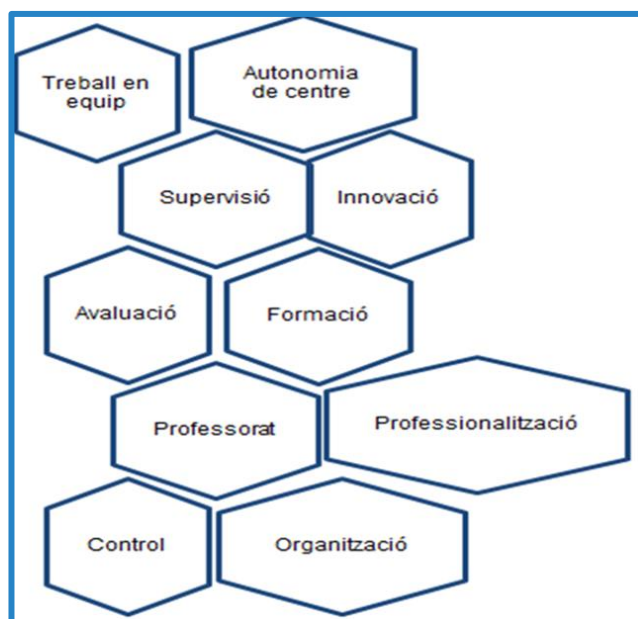 Treball en
equip
Autonomia
de centre
Supervisió
Innovació
Avaluació
Formació
Professorat
Professionalització
Control
Organització